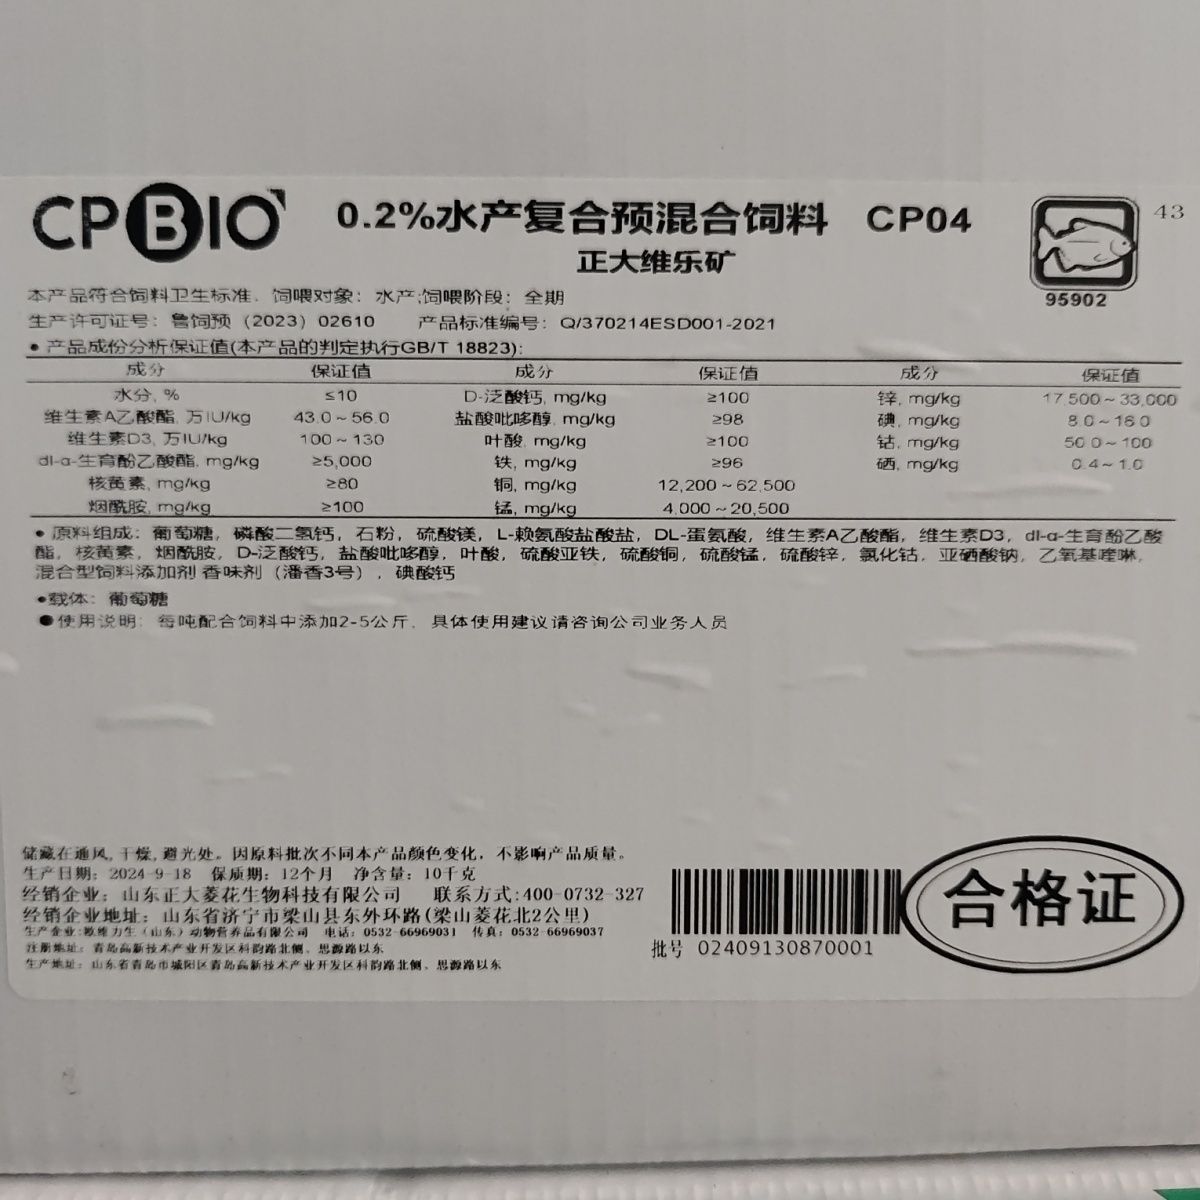 CPBIO
0.2%水产复合预混合饲料 CP04
43
正大维乐矿
95902
本产品符合饲料卫生标准、饲喂对象：水产;饲喂阶段：全期
生产许可证号：鲁饲预（2023）02610 产品标准编号：Q/370214ESD001-2021
• 产品成份分析保证值(本产品的判定执行GB/T 18823):
成分 保证值 成分 保证值 成分 保证值
水分, % ≤10 D-泛酸钙, mg/kg ≥100 锌, mg/kg 17,500～33,000
维生素A乙酸酯, 万IU/kg 43.0～56.0 盐酸吡哆醇, mg/kg ≥98 碘, mg/kg 8.0～16.0
维生素D3, 万IU/kg 100～130 叶酸, mg/kg ≥100 钴, mg/kg 50.0～100
dl-α-生育酚乙酸酯, mg/kg ≥5,000 铁, mg/kg ≥96 硒, mg/kg 0.4～1.0
核黄素, mg/kg ≥80 铜, mg/kg 12,200～62,500
烟酰胺, mg/kg ≥100 锰, mg/kg 4,000～20,500
• 原料组成：葡萄糖，磷酸二氢钙，石粉，硫酸镁，L-赖氨酸盐酸盐，DL-蛋氨酸，维生素A乙酸酯，维生素D3，dl-α-生育酚乙酸
酯，核黄素，烟酰胺，D-泛酸钙，盐酸吡哆醇，叶酸，硫酸亚铁，硫酸铜，硫酸锰，硫酸锌，氯化钴，亚硒酸钠，乙氧基喹啉，
混合型饲料添加剂 香味剂（潘香3号），碘酸钙
•载体：葡萄糖
●使用说明：每吨配合饲料中添加2-5公斤，具体使用建议请咨询公司业务人员
储藏在通风,干燥,避光处。因原料批次不同本产品颜色变化，不影响产品质量。
生产日期：2024-9-18 保质期：12个月 净含量：10千克
经销企业：山东正大菱花生物科技有限公司 联系方式:400-0732-327
经销企业地址：山东省济宁市梁山县东外环路(梁山菱花北2公里)
生产企业:欧维力生（山东）动物营养品有限公司 电话：0532-66969031 传真：0532-66969037
注册地址：青岛高新技术产业开发区科韵路北侧、思源路以东
生产地址：山东省青岛市城阳区青岛高新技术产业开发区科韵路北侧、思源路以东
批号 02409130870001
合格证